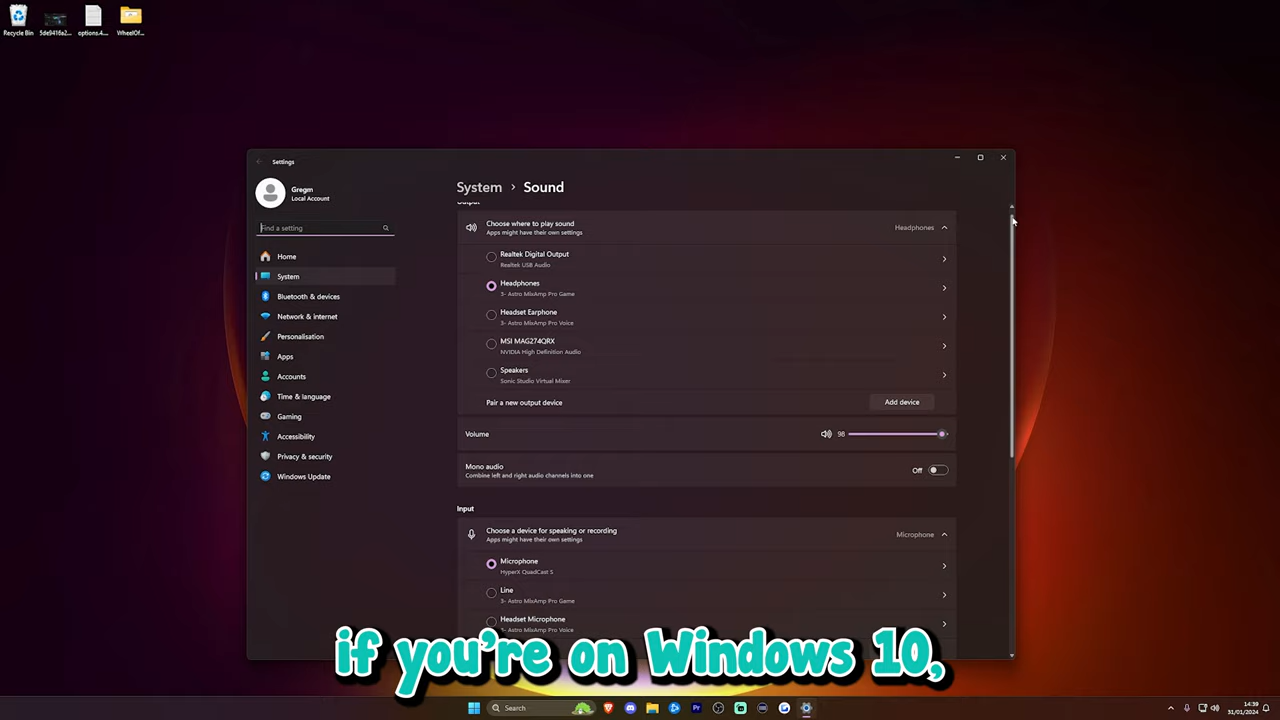 Recycle Bin
5de9416e2...
options.4....
WheelOf...
Settings
Gregm
Local Account
Find a setting
Home
System
Bluetooth & devices
Network & internet
Personalisation
Apps
Accounts
Time & language
Gaming
Accessibility
Privacy & security
Windows Update
System > Sound
Output
Choose where to play sound
Apps might have their own settings
Headphones
Realtek Digital Output
Realtek USB Audio
Headphones
3- Astro MixAmp Pro Game
Headset Earphone
3- Astro MixAmp Pro Voice
MSI MAG274QRX
NVIDIA High Definition Audio
Speakers
Sonic Studio Virtual Mixer
Pair a new output device
Add device
Volume
98
Mono audio
Combine left and right audio channels into one
Off
Input
Choose a device for speaking or recording
Apps might have their own settings
Microphone
Microphone
HyperX QuadCast S
Line
3- Astro MixAmp Pro Game
Headset Microphone
3- Astro MixAmp Pro Voice
if you're on Windows 10,
Search
14:39
31/01/2024